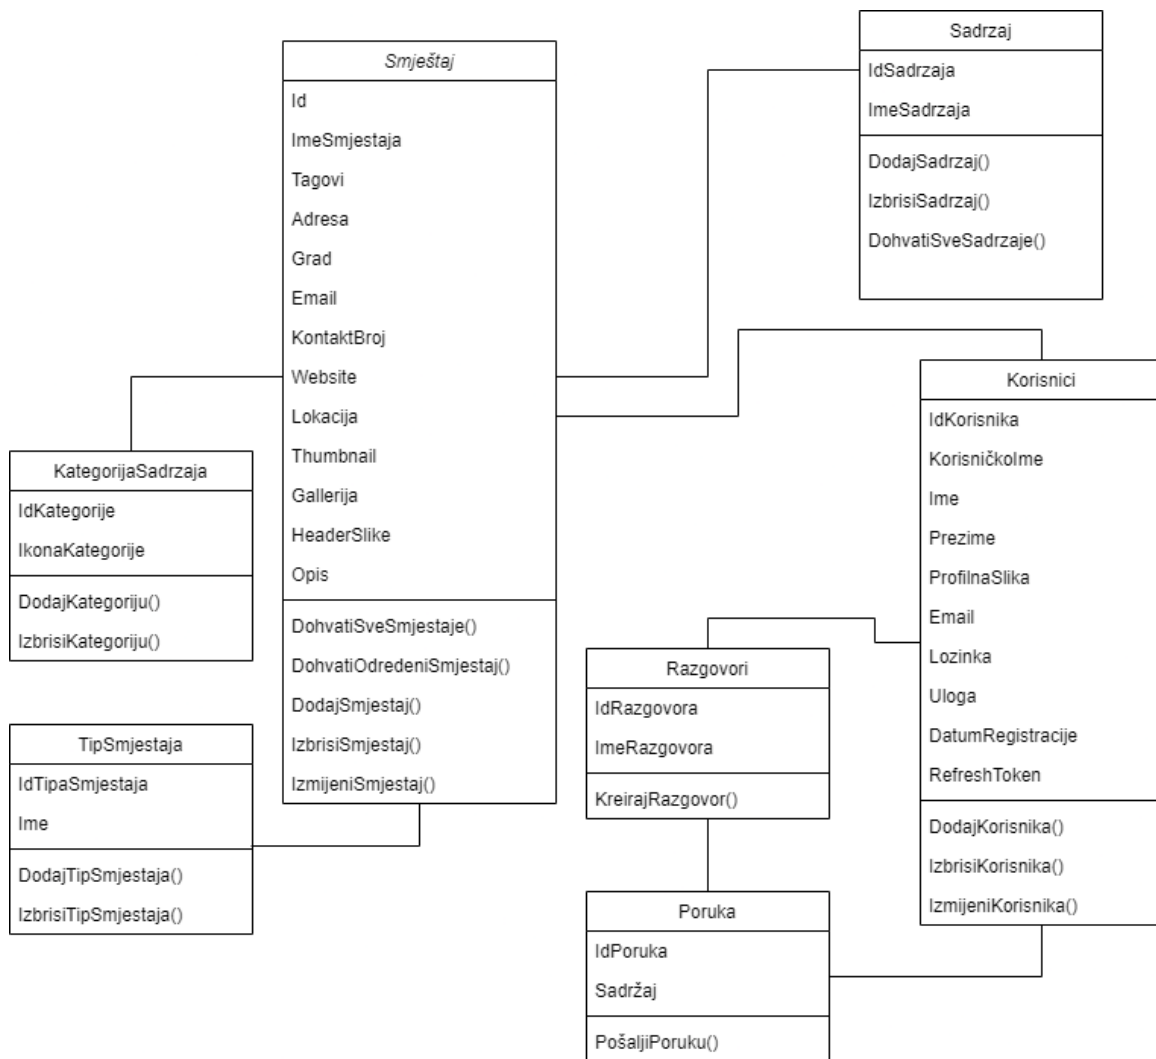 Smještaj
Id
ImeSmjestaja
Tagovi
Adresa
Grad
Email
KontaktBroj
Website
Lokacija
Thumbnail
Gallerija
HeaderSlike
Opis
DohvatiSveSmjestaje()
DohvatiOdredeniSmjestaj()
DodajSmjestaj()
IzbrisiSmjestaj()
IzmijeniSmjestaj()
Sadrzaj
IdSadrzaja
ImeSadrzaja
DodajSadrzaj()
IzbrisiSadrzaj()
DohvatiSveSadrzaje()
KategorijaSadrzaja
IdKategorije
IkonaKategorije
DodajKategoriju()
IzbrisiKategoriju()
TipSmjestaja
IdTipaSmjestaja
Ime
DodajTipSmjestaja()
IzbrisiTipSmjestaja()
Korisnici
IdKorisnika
KorisničkoIme
Ime
Prezime
ProfilnaSlika
Email
Lozinka
Uloga
DatumRegistracije
RefreshToken
DodajKorisnika()
IzbrisiKorisnika()
IzmijeniKorisnika()
Razgovori
IdRazgovora
ImeRazgovora
KreirajRazgovor()
Poruka
IdPoruka
Sadržaj
PošaljiPoruku()